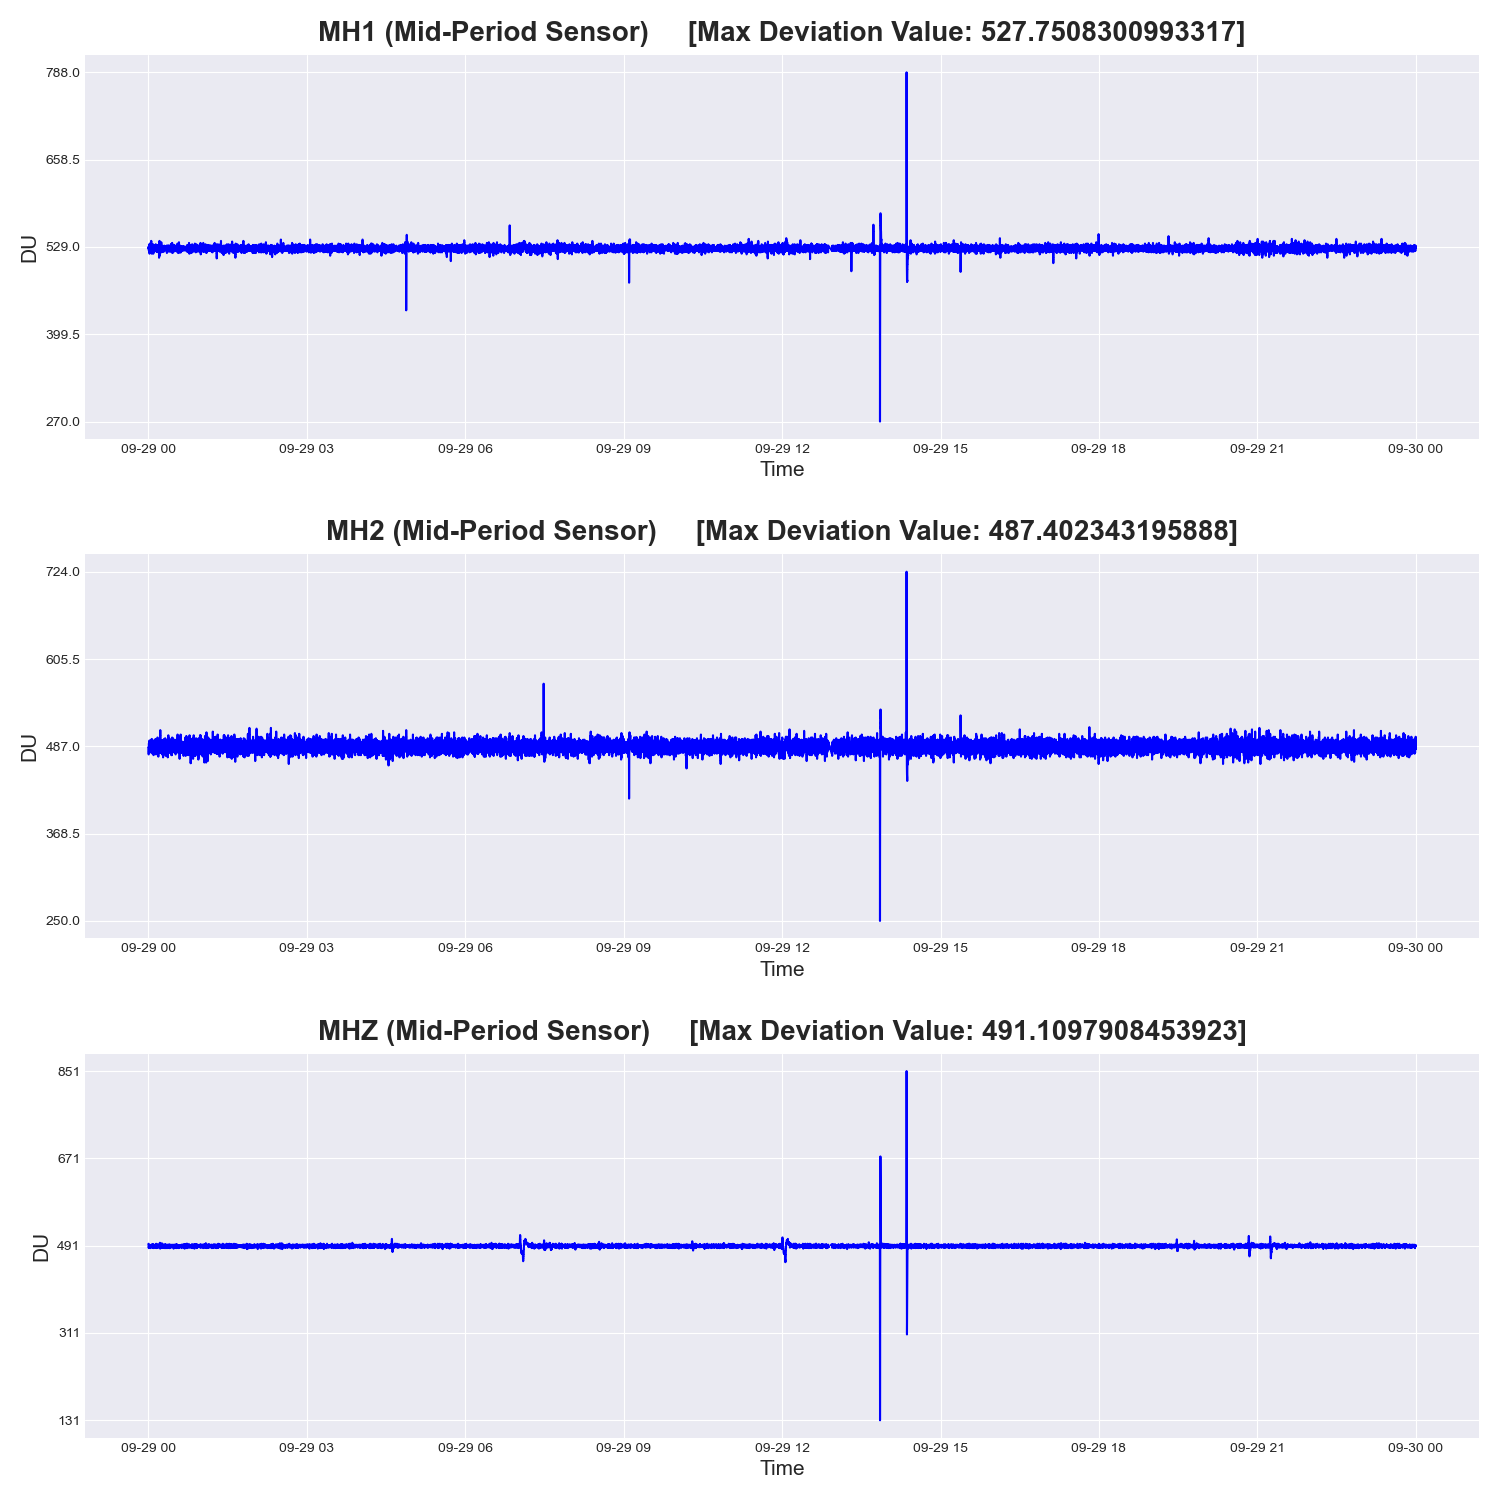 MH1 (Mid-Period Sensor) [Max Deviation Value: 527.7508300993317]
788.0
658.5
529.0
399.5
270.0
DU
09-29 00 09-29 03 09-29 06 09-29 09 09-29 12 09-29 15 09-29 18 09-29 21 09-30 00
Time
MH2 (Mid-Period Sensor) [Max Deviation Value: 487.402343195888]
724.0
605.5
487.0
368.5
250.0
DU
09-29 00 09-29 03 09-29 06 09-29 09 09-29 12 09-29 15 09-29 18 09-29 21 09-30 00
Time
MHZ (Mid-Period Sensor) [Max Deviation Value: 491.1097908453923]
851
671
491
311
131
DU
09-29 00 09-29 03 09-29 06 09-29 09 09-29 12 09-29 15 09-29 18 09-29 21 09-30 00
Time